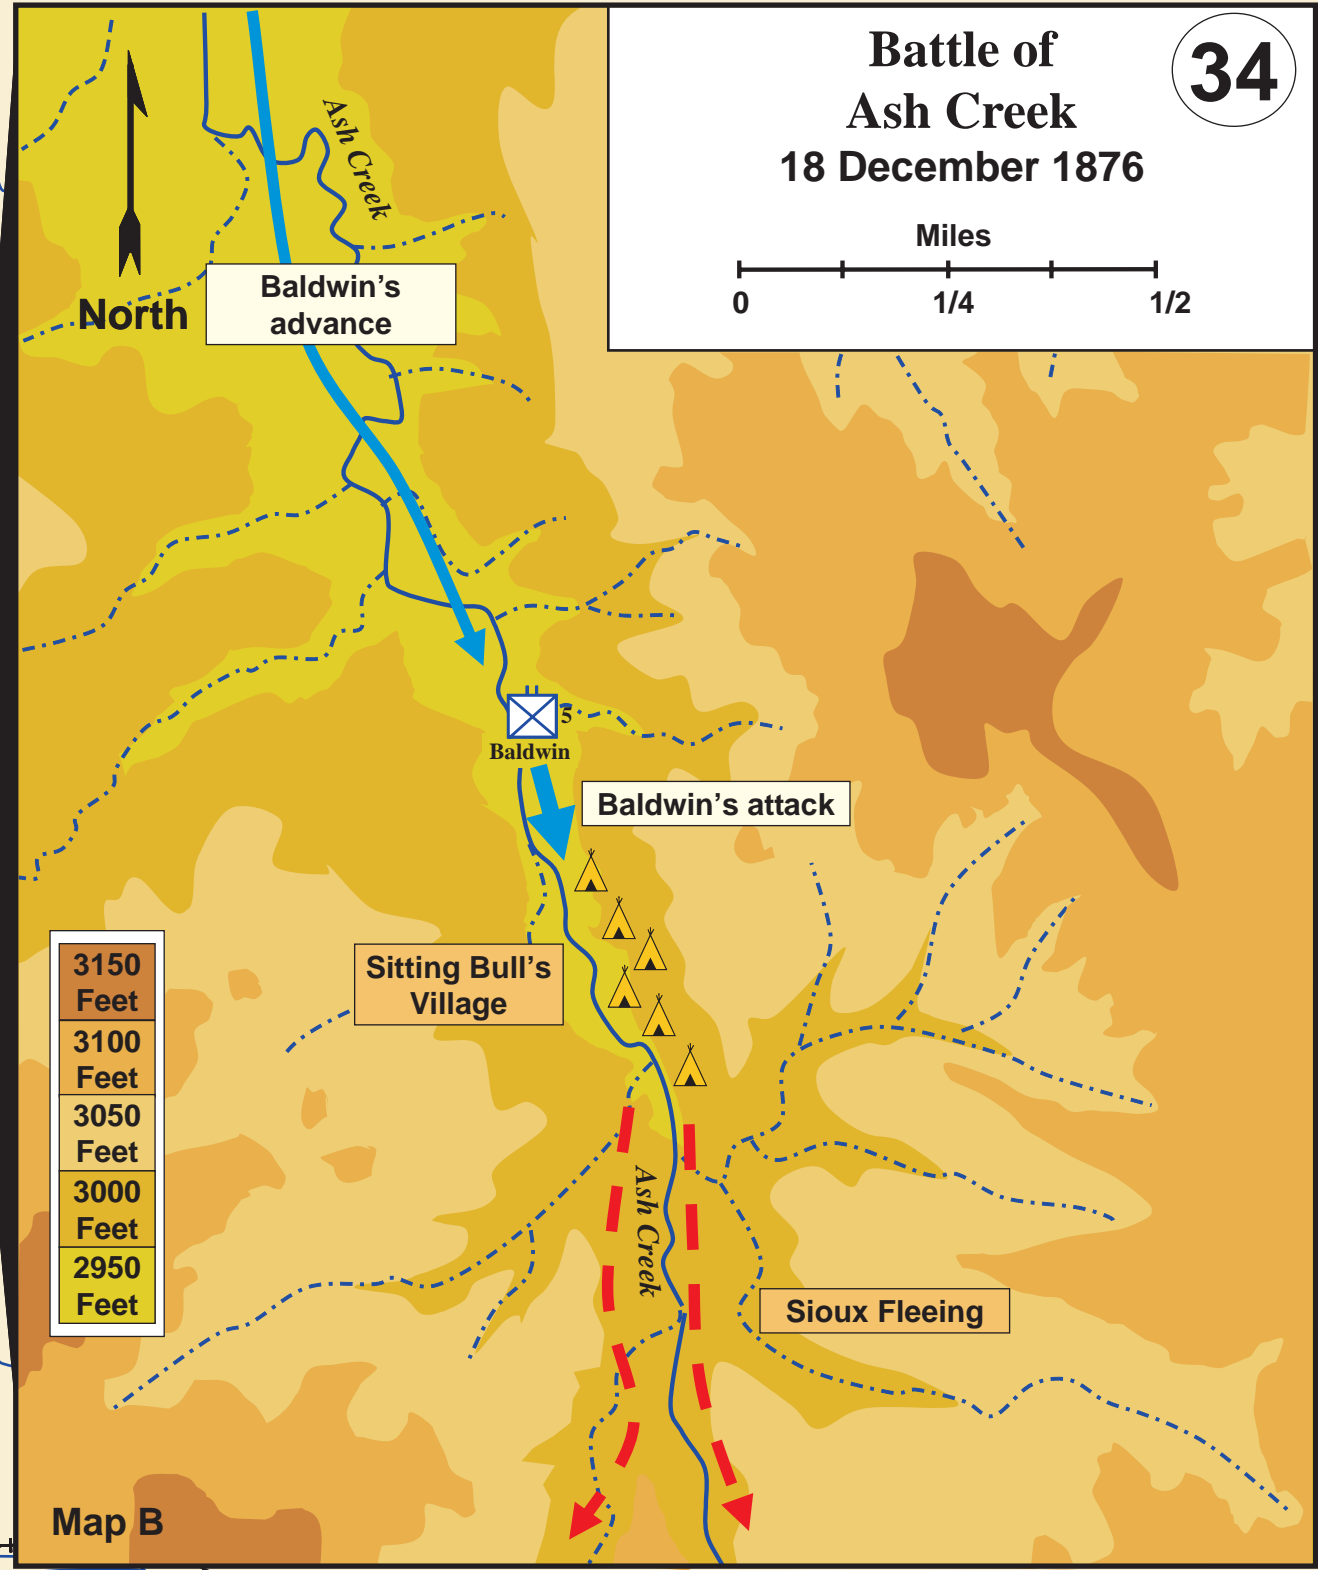 Battle of
Ash Creek
18 December 1876
34
Miles
0 1/4 1/2
Ash Creek
North
Baldwin's
advance
5
Baldwin
Baldwin's attack
Sitting Bull's
Village
3150
Feet
3100
Feet
3050
Feet
3000
Feet
2950
Feet
Ash Creek
Sioux Fleeing
Map B